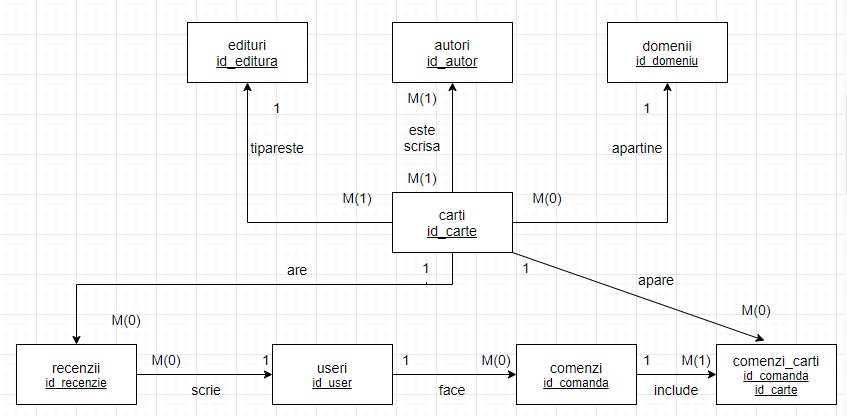 edituri
id_editura
autori
id_autor
domenii
id_domeniu
1
M(1)
1
tipareste
este
scrisa
apartine
M(1)
M(1)
M(0)
carti
id_carte
are
1
1
apare
M(0)
M(0)
recenzii
id_recenzie
M(0)
1
scrie
useri
id_user
1
M(0)
face
comenzi
id_comanda
1
M(1)
include
comenzi_carti
id_comanda
id_carte